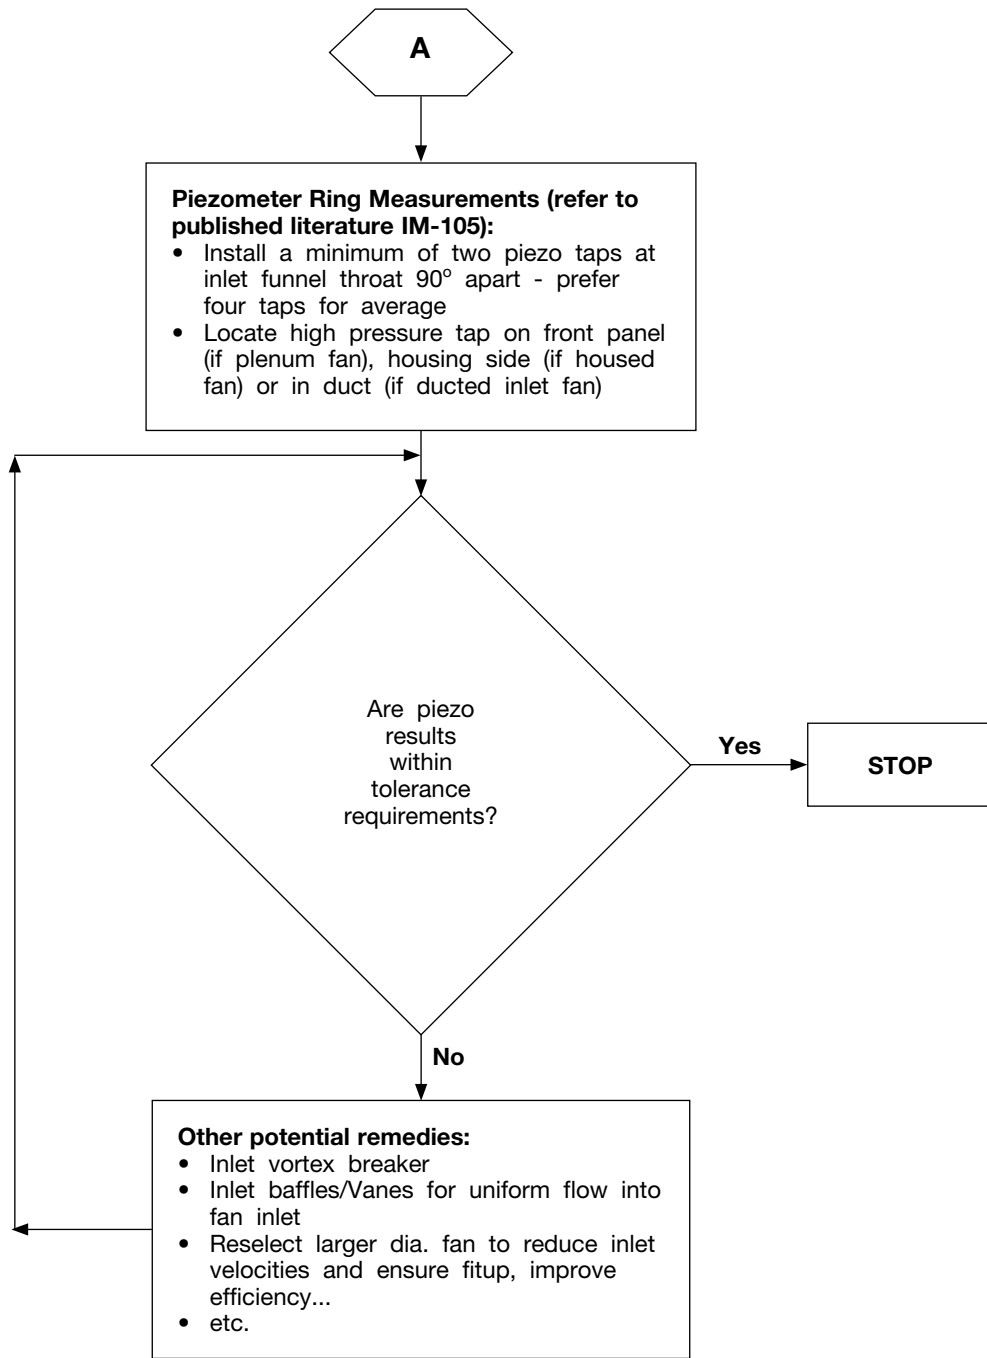 A
Piezometer Ring Measurements (refer to
published literature IM-105):
• Install a minimum of two piezo taps at
inlet funnel throat 90° apart - prefer
four taps for average
• Locate high pressure tap on front panel
(if plenum fan), housing side (if housed
fan) or in duct (if ducted inlet fan)
Are piezo
results
within
tolerance
requirements?
Yes
STOP
No
Other potential remedies:
• Inlet vortex breaker
• Inlet baffles/Vanes for uniform flow into
fan inlet
• Reselect larger dia. fan to reduce inlet
velocities and ensure fitup, improve
efficiency...
• etc.